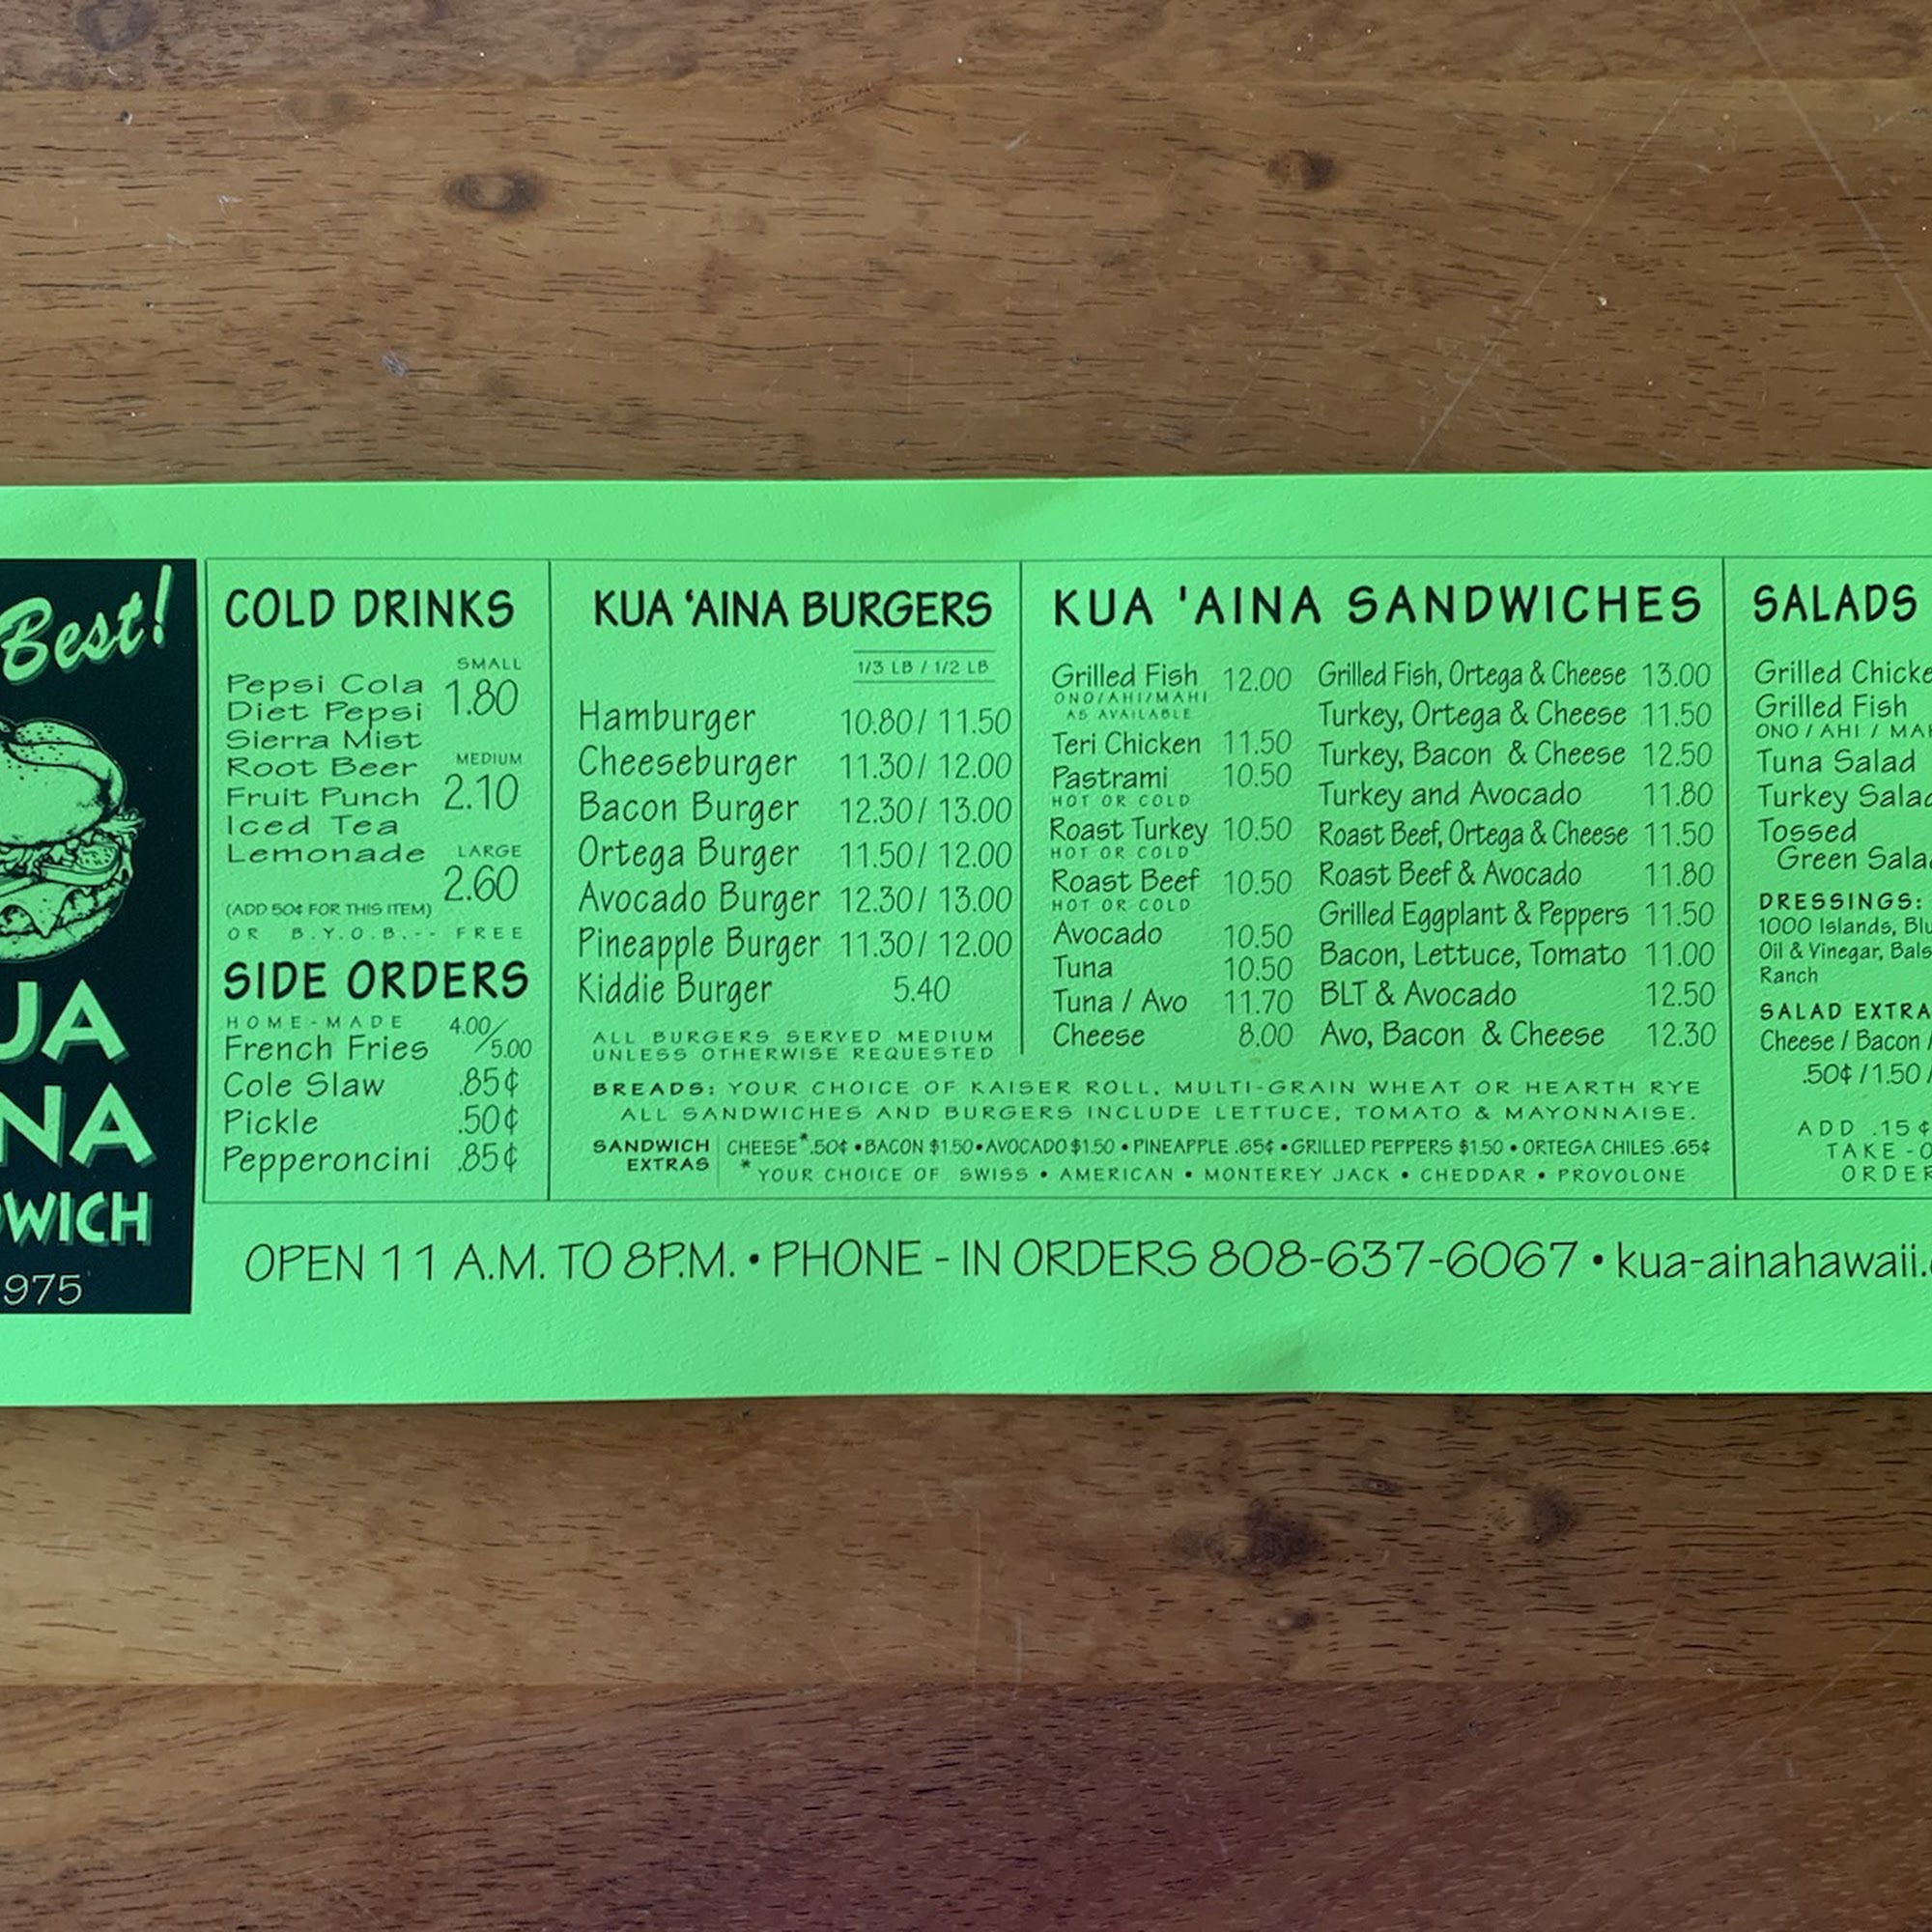 Best!
UA
NA
WICH
975
COLD DRINKS
SMALL
Pepsi Cola 1.80
Diet Pepsi
Sierra Mist
MEDIUM
Root Beer 2.10
Fruit Punch
Iced Tea
LARGE
Lemonade 2.60
(ADD 50¢ FOR THIS ITEM)
OR B.Y.O.B.-- FREE
SIDE ORDERS
HOME-MADE 4.00/5.00
French Fries
Cole Slaw .85¢
Pickle .50¢
Pepperoncini .85¢
KUA ‘AINA BURGERS
1/3 LB / 1/2 LB
Hamburger 10.80/ 11.50
Cheeseburger 11.30/ 12.00
Bacon Burger 12.30/ 13.00
Ortega Burger 11.50/ 12.00
Avocado Burger 12.30/ 13.00
Pineapple Burger 11.30/ 12.00
Kiddie Burger 5.40
ALL BURGERS SERVED MEDIUM
UNLESS OTHERWISE REQUESTED
KUA 'AINA SANDWICHES
Grilled Fish 12.00
ONO/AHI/MAHI
AS AVAILABLE
Teri Chicken 11.50
Pastrami 10.50
HOT OR COLD
Roast Turkey 10.50
HOT OR COLD
Roast Beef 10.50
HOT OR COLD
Avocado 10.50
Tuna 10.50
Tuna / Avo 11.70
Cheese 8.00
Grilled Fish, Ortega & Cheese 13.00
Turkey, Ortega & Cheese 11.50
Turkey, Bacon & Cheese 12.50
Turkey and Avocado 11.80
Roast Beef, Ortega & Cheese 11.50
Roast Beef & Avocado 11.80
Grilled Eggplant & Peppers 11.50
Bacon, Lettuce, Tomato 11.00
BLT & Avocado 12.50
Avo, Bacon & Cheese 12.30
BREADS: YOUR CHOICE OF KAISER ROLL, MULTI-GRAIN WHEAT OR HEARTH RYE
ALL SANDWICHES AND BURGERS INCLUDE LETTUCE, TOMATO & MAYONNAISE.
SANDWICH EXTRAS
CHEESE* .50¢ • BACON $1.50 • AVOCADO $1.50 • PINEAPPLE .65¢ • GRILLED PEPPERS $1.50 • ORTEGA CHILES .65¢
*YOUR CHOICE OF SWISS • AMERICAN • MONTEREY JACK • CHEDDAR • PROVOLONE
SALADS
Grilled Chicke
Grilled Fish
ONO / AHI / MA
Tuna Salad
Turkey Sala
Tossed
Green Sala
DRESSINGS:
1000 Islands, Blu
Oil & Vinegar, Bals
Ranch
SALAD EXTRA
Cheese / Bacon /
.50¢ / 1.50 /
ADD .15¢
TAKE-O
ORDER
OPEN 11 A.M. TO 8P.M. • PHONE - IN ORDERS 808-637-6067 • kua-ainahawaii.